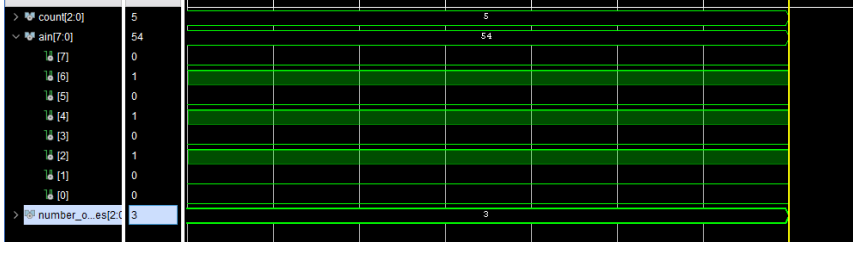 count[2:0] 5 5
ain[7:0] 54 54
[7] 0
[6] 1
[5] 0
[4] 1
[3] 0
[2] 1
[1] 0
[0] 0
number_o...es[2:0 3 3